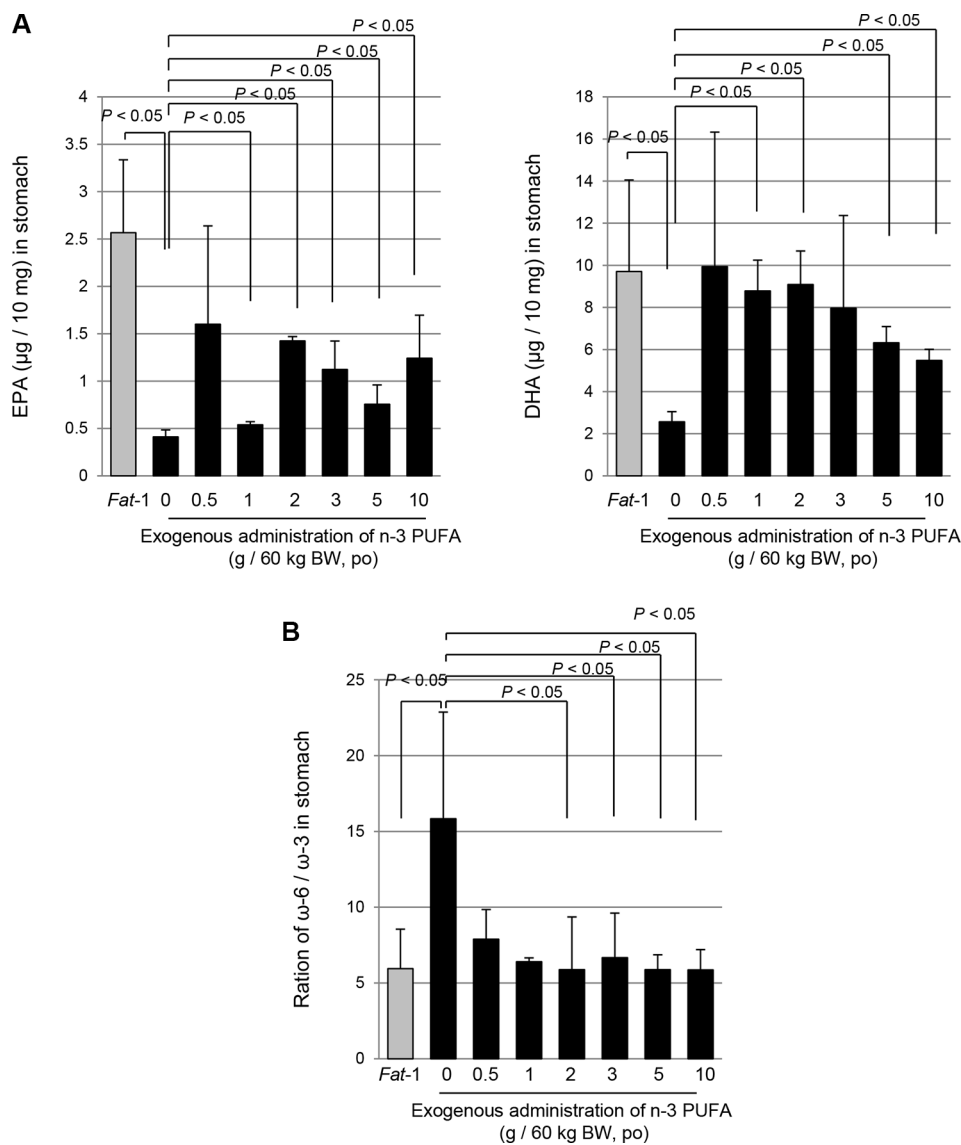 A
P < 0.05
P < 0.05
P < 0.05
P < 0.05
P < 0.05
P < 0.05
4
3.5
3
2.5
2
1.5
1
0.5
0
EPA (µg / 10 mg) in stomach
Fat-1 0 0.5 1 2 3 5 10
Exogenous administration of n-3 PUFA
(g / 60 kg BW, po)
P < 0.05
P < 0.05
P < 0.05
P < 0.05
P < 0.05
18
16
14
12
10
8
6
4
2
0
DHA (µg / 10 mg) in stomach
Fat-1 0 0.5 1 2 3 5 10
Exogenous administration of n-3 PUFA
(g / 60 kg BW, po)
B
P < 0.05
P < 0.05
P < 0.05
P < 0.05
P < 0.05
25
20
15
10
5
0
Ration of ω-6 / ω-3 in stomach
Fat-1 0 0.5 1 2 3 5 10
Exogenous administration of n-3 PUFA
(g / 60 kg BW, po)